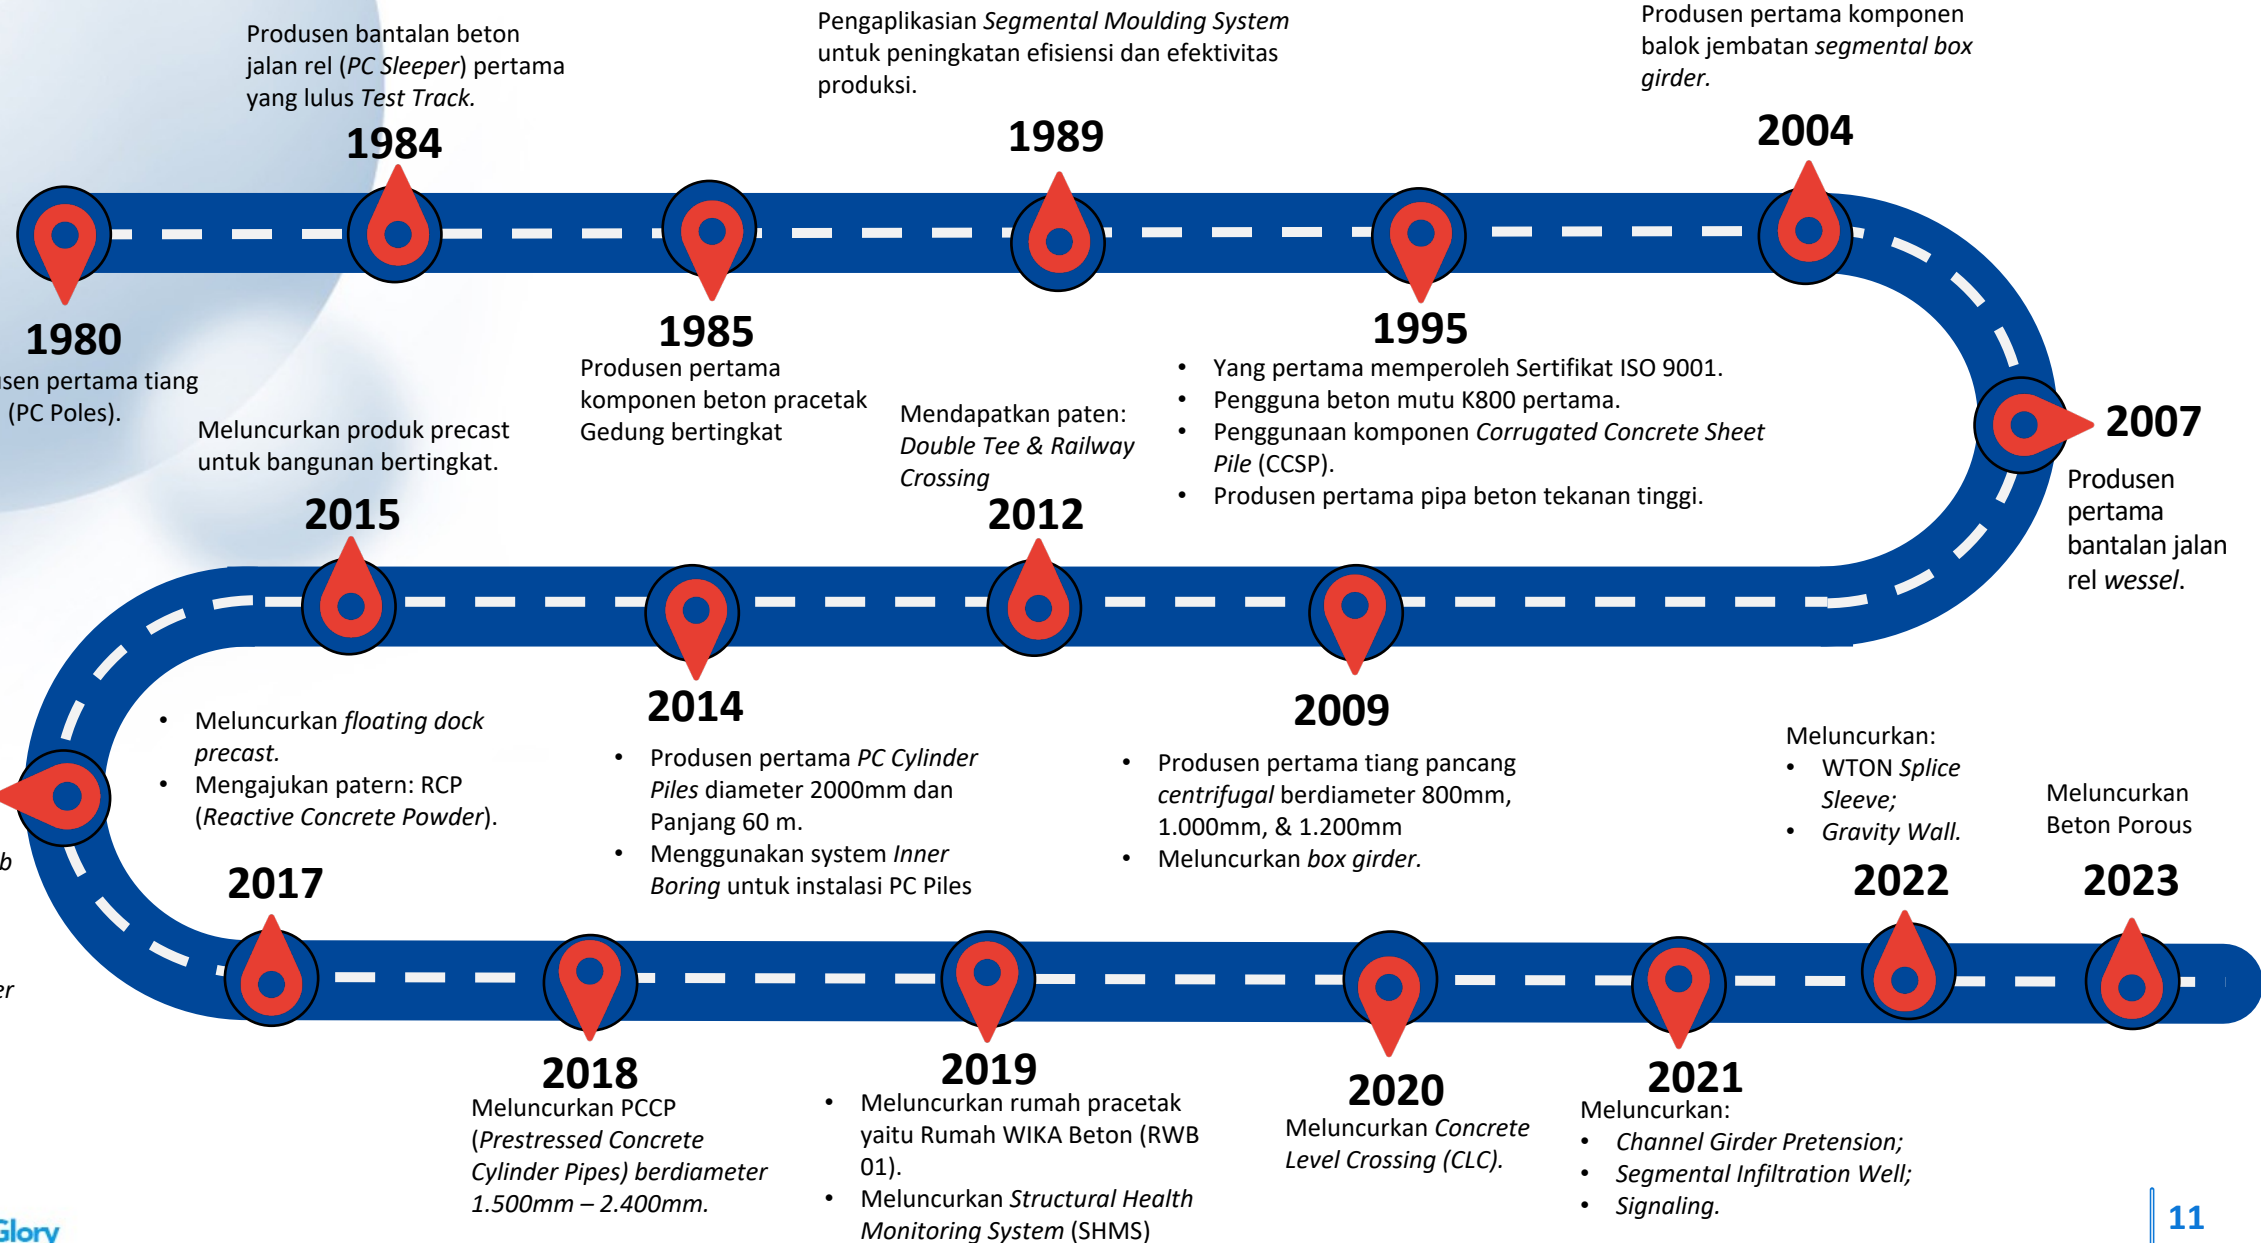 Produsen bantalan beton
jalan rel (PC Sleeper) pertama
yang lulus Test Track.
1984
Pengaplikasian Segmental Moulding System
untuk peningkatan efisiensi dan efektivitas
produksi.
1989
Produsen pertama komponen
balok jembatan segmental box
girder.
2004
1980
pertama tiang
(PC Poles).
1985
Produsen pertama
komponen beton pracetak
Gedung bertingkat
1995
• Yang pertama memperoleh Sertifikat ISO 9001.
• Pengguna beton mutu K800 pertama.
• Penggunaan komponen Corrugated Concrete Sheet
Pile (CCSP).
• Produsen pertama pipa beton tekanan tinggi.
2007
Produsen
pertama
bantalan jalan
rel wessel.
Meluncurkan produk precast
untuk bangunan bertingkat.
2015
Mendapatkan paten:
Double Tee & Railway
Crossing
2012
2014
• Produsen pertama PC Cylinder
Piles diameter 2000mm dan
Panjang 60 m.
• Menggunakan system Inner
Boring untuk instalasi PC Piles
2009
• Produsen pertama tiang pancang
centrifugal berdiameter 800mm,
1.000mm, & 1.200mm
• Meluncurkan box girder.
• Meluncurkan floating dock
precast.
• Mengajukan patern: RCP
(Reactive Concrete Powder).
2017
Meluncurkan:
• WTON Splice
Sleeve;
• Gravity Wall.
2022
Meluncurkan
Beton Porous
2023
2018
Meluncurkan PCCP
(Prestressed Concrete
Cylinder Pipes) berdiameter
1.500mm – 2.400mm.
2019
• Meluncurkan rumah pracetak
yaitu Rumah WIKA Beton (RWB
01).
• Meluncurkan Structural Health
Monitoring System (SHMS)
2020
Meluncurkan Concrete
Level Crossing (CLC).
2021
Meluncurkan:
• Channel Girder Pretension;
• Segmental Infiltration Well;
• Signaling.
Glory
11